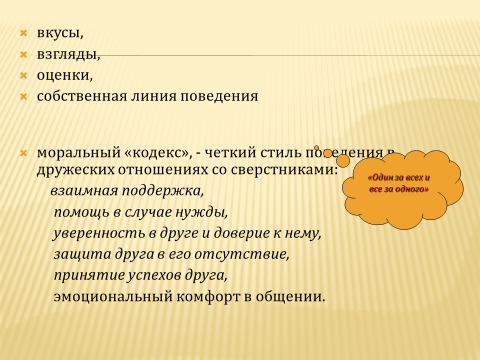 вкусы,
взгляды,
оценки,
собственная линия поведения
моральный «кодекс», - четкий стиль поведения в
дружеских отношениях со сверстниками:
взаимная поддержка,
помощь в случае нужды,
уверенность в друге и доверие к нему,
защита друга в его отсутствие,
принятие успехов друга,
эмоциональный комфорт в общении.
«Один за всех и
все за одного»